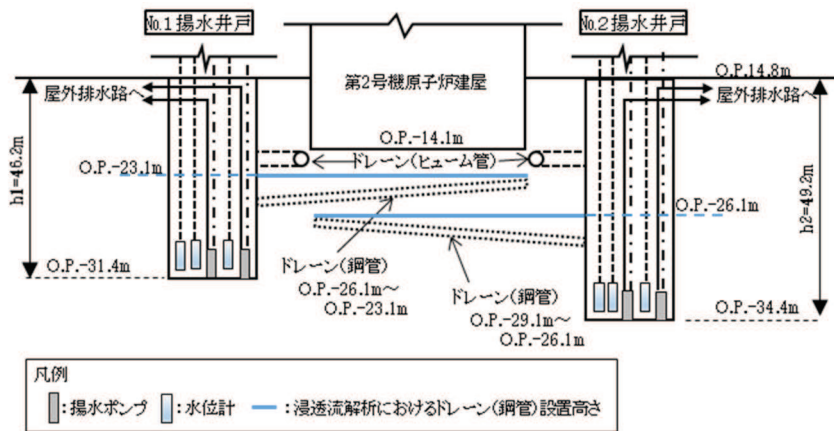 No.1揚水井戸
No.2揚水井戸
O.P.14.8m
屋外排水路へ
第2号機原子炉建屋
屋外排水路へ
O.P.-14.1m
h1=46.2m
O.P.-23.1m
ドレーン(ヒューム管)
O.P.-26.1m
h2=49.2m
O.P.-31.4m
ドレーン(鋼管)
O.P.-26.1m~
O.P.-23.1m
ドレーン(鋼管)
O.P.-29.1m~
O.P.-26.1m
O.P.-34.4m
凡例
:揚水ポンプ
:水位計
:浸透流解析におけるドレーン(鋼管)設置高さ